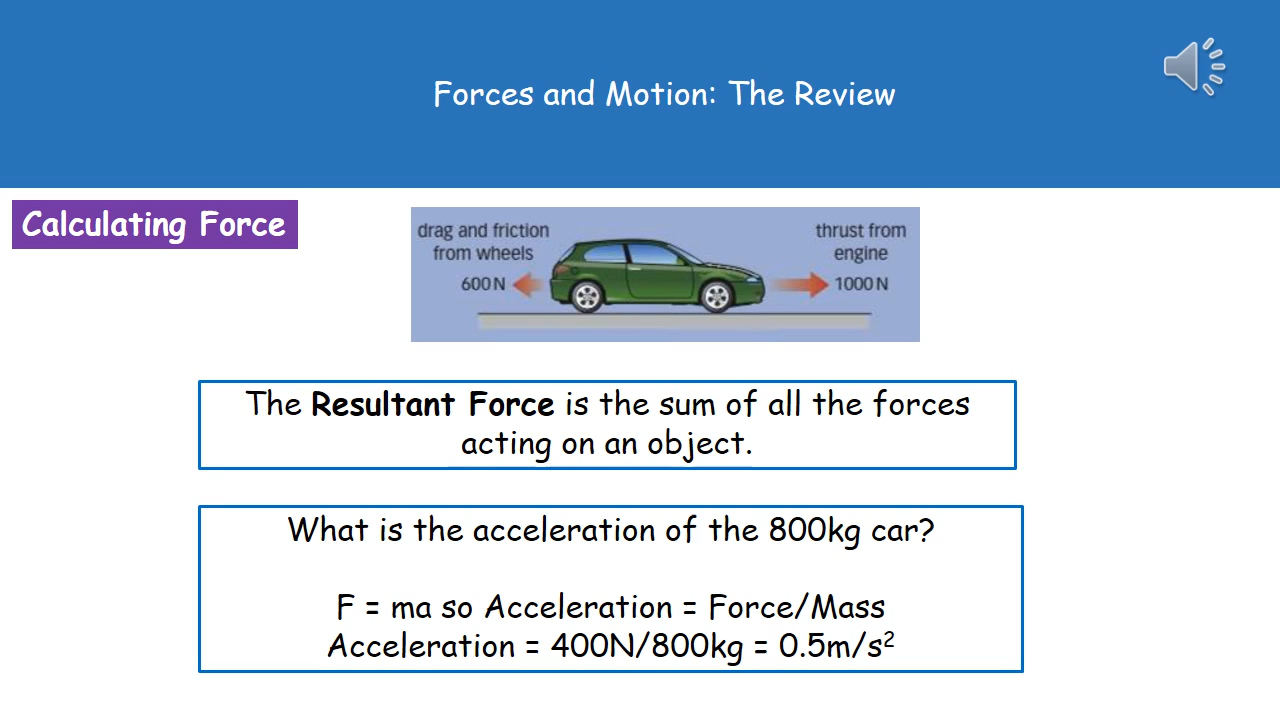 Forces and Motion: The Review
Calculating Force
drag and friction
from wheels
600 N
thrust from
engine
1000 N
The Resultant Force is the sum of all the forces
acting on an object.
What is the acceleration of the 800kg car?
F = ma so Acceleration = Force/Mass
Acceleration = 400N/800kg = 0.5m/s²